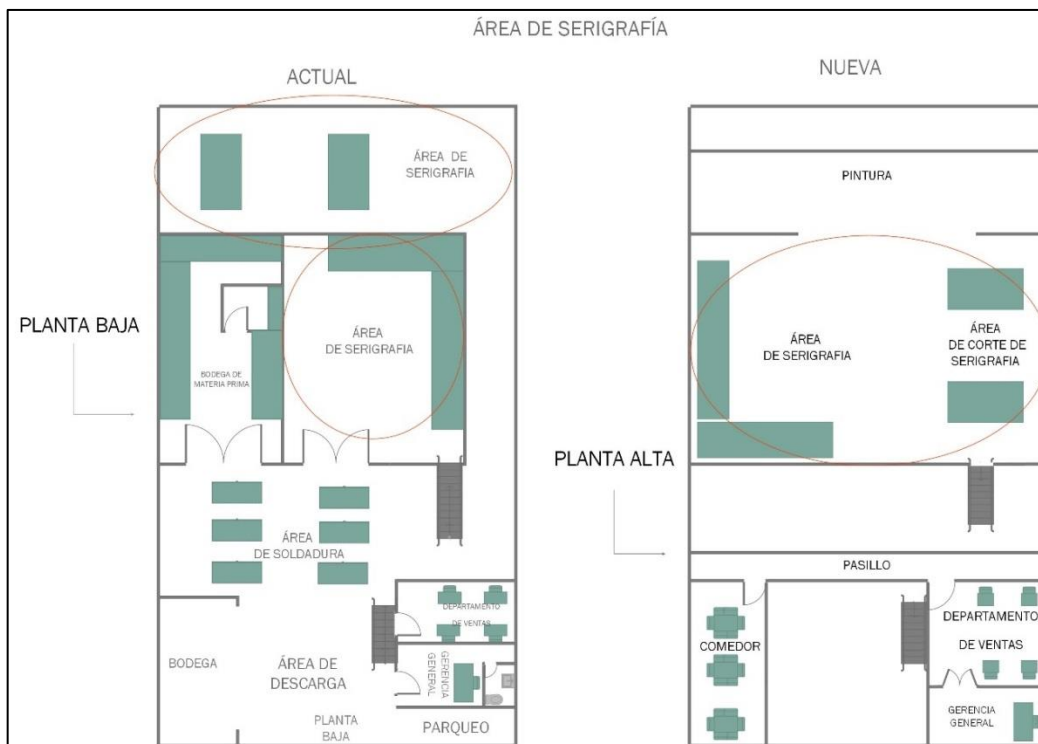 ÁREA DE SERIGRAFÍA
ACTUAL
NUEVA
ÁREA DE
SERIGRAFIA
PLANTA BAJA
BODEGA DE
MATERIA PRIMA
ÁREA
DE SERIGRAFIA
ÁREA
DE SOLDADURA
BODEGA
ÁREA DE
DESCARGA
DEPARTAMENTO
DE VENTAS
GERENCIA
GENERAL
PLANTA
BAJA
PARQUEO
PINTURA
ÁREA
DE SERIGRAFIA
ÁREA
DE CORTE DE
SERIGRAFIA
PLANTA ALTA
PASILLO
COMEDOR
DEPARTAMENTO
DE VENTAS
GERENCIA
GENERAL